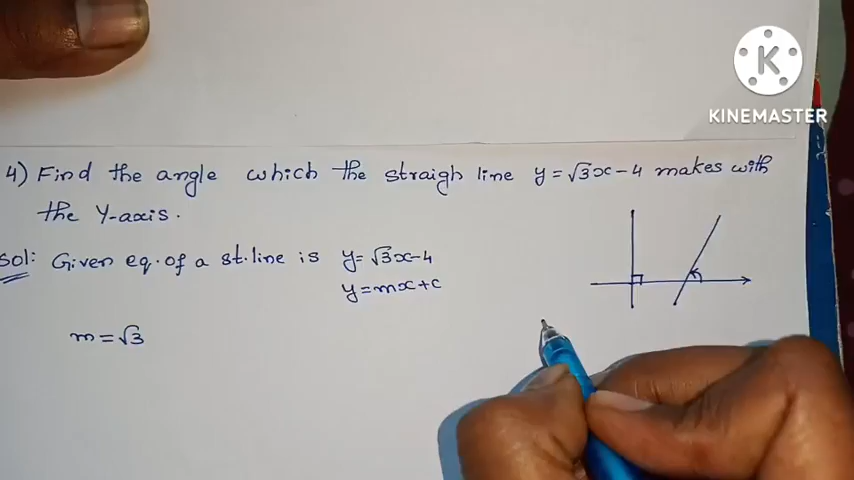 KINEMASTER
4) Find the angle which the straigh line y = √3x - 4 makes with
the Y-axis.
Sol: Given eq. of a st. line is y = √3x - 4
y = mx + c
m = √3